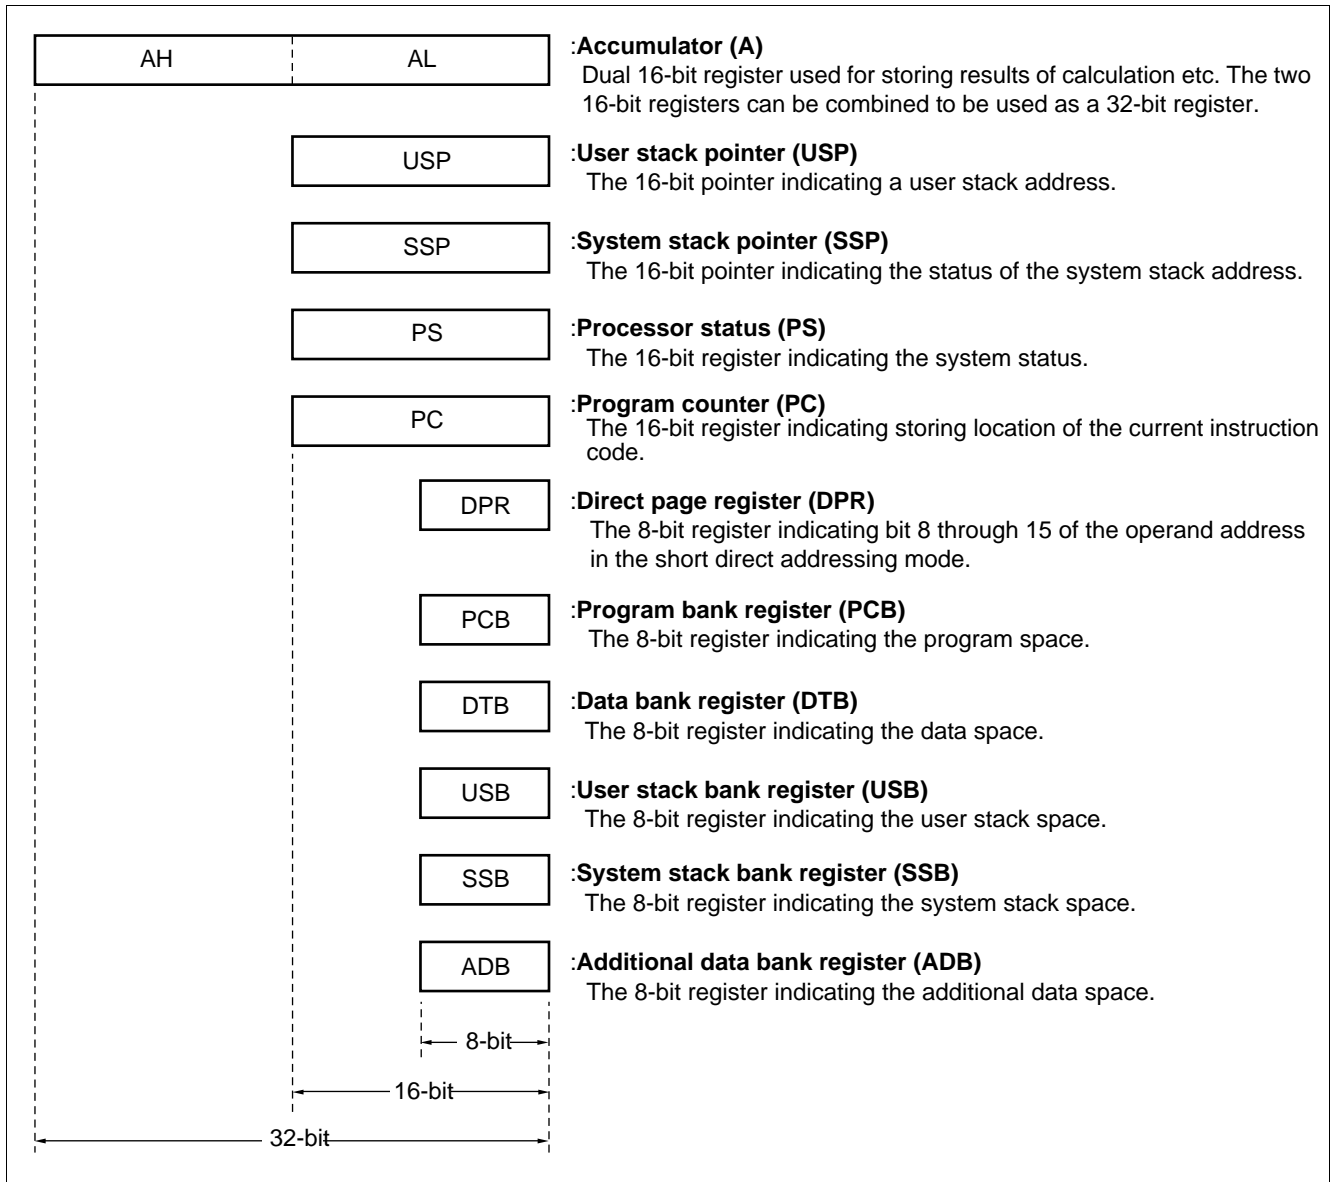 AH AL :Accumulator (A)
Dual 16-bit register used for storing results of calculation etc. The two
16-bit registers can be combined to be used as a 32-bit register.
USP :User stack pointer (USP)
The 16-bit pointer indicating a user stack address.
SSP :System stack pointer (SSP)
The 16-bit pointer indicating the status of the system stack address.
PS :Processor status (PS)
The 16-bit register indicating the system status.
PC :Program counter (PC)
The 16-bit register indicating storing location of the current instruction
code.
DPR :Direct page register (DPR)
The 8-bit register indicating bit 8 through 15 of the operand address
in the short direct addressing mode.
PCB :Program bank register (PCB)
The 8-bit register indicating the program space.
DTB :Data bank register (DTB)
The 8-bit register indicating the data space.
USB :User stack bank register (USB)
The 8-bit register indicating the user stack space.
SSB :System stack bank register (SSB)
The 8-bit register indicating the system stack space.
ADB :Additional data bank register (ADB)
The 8-bit register indicating the additional data space.
8-bit
16-bit
32-bit